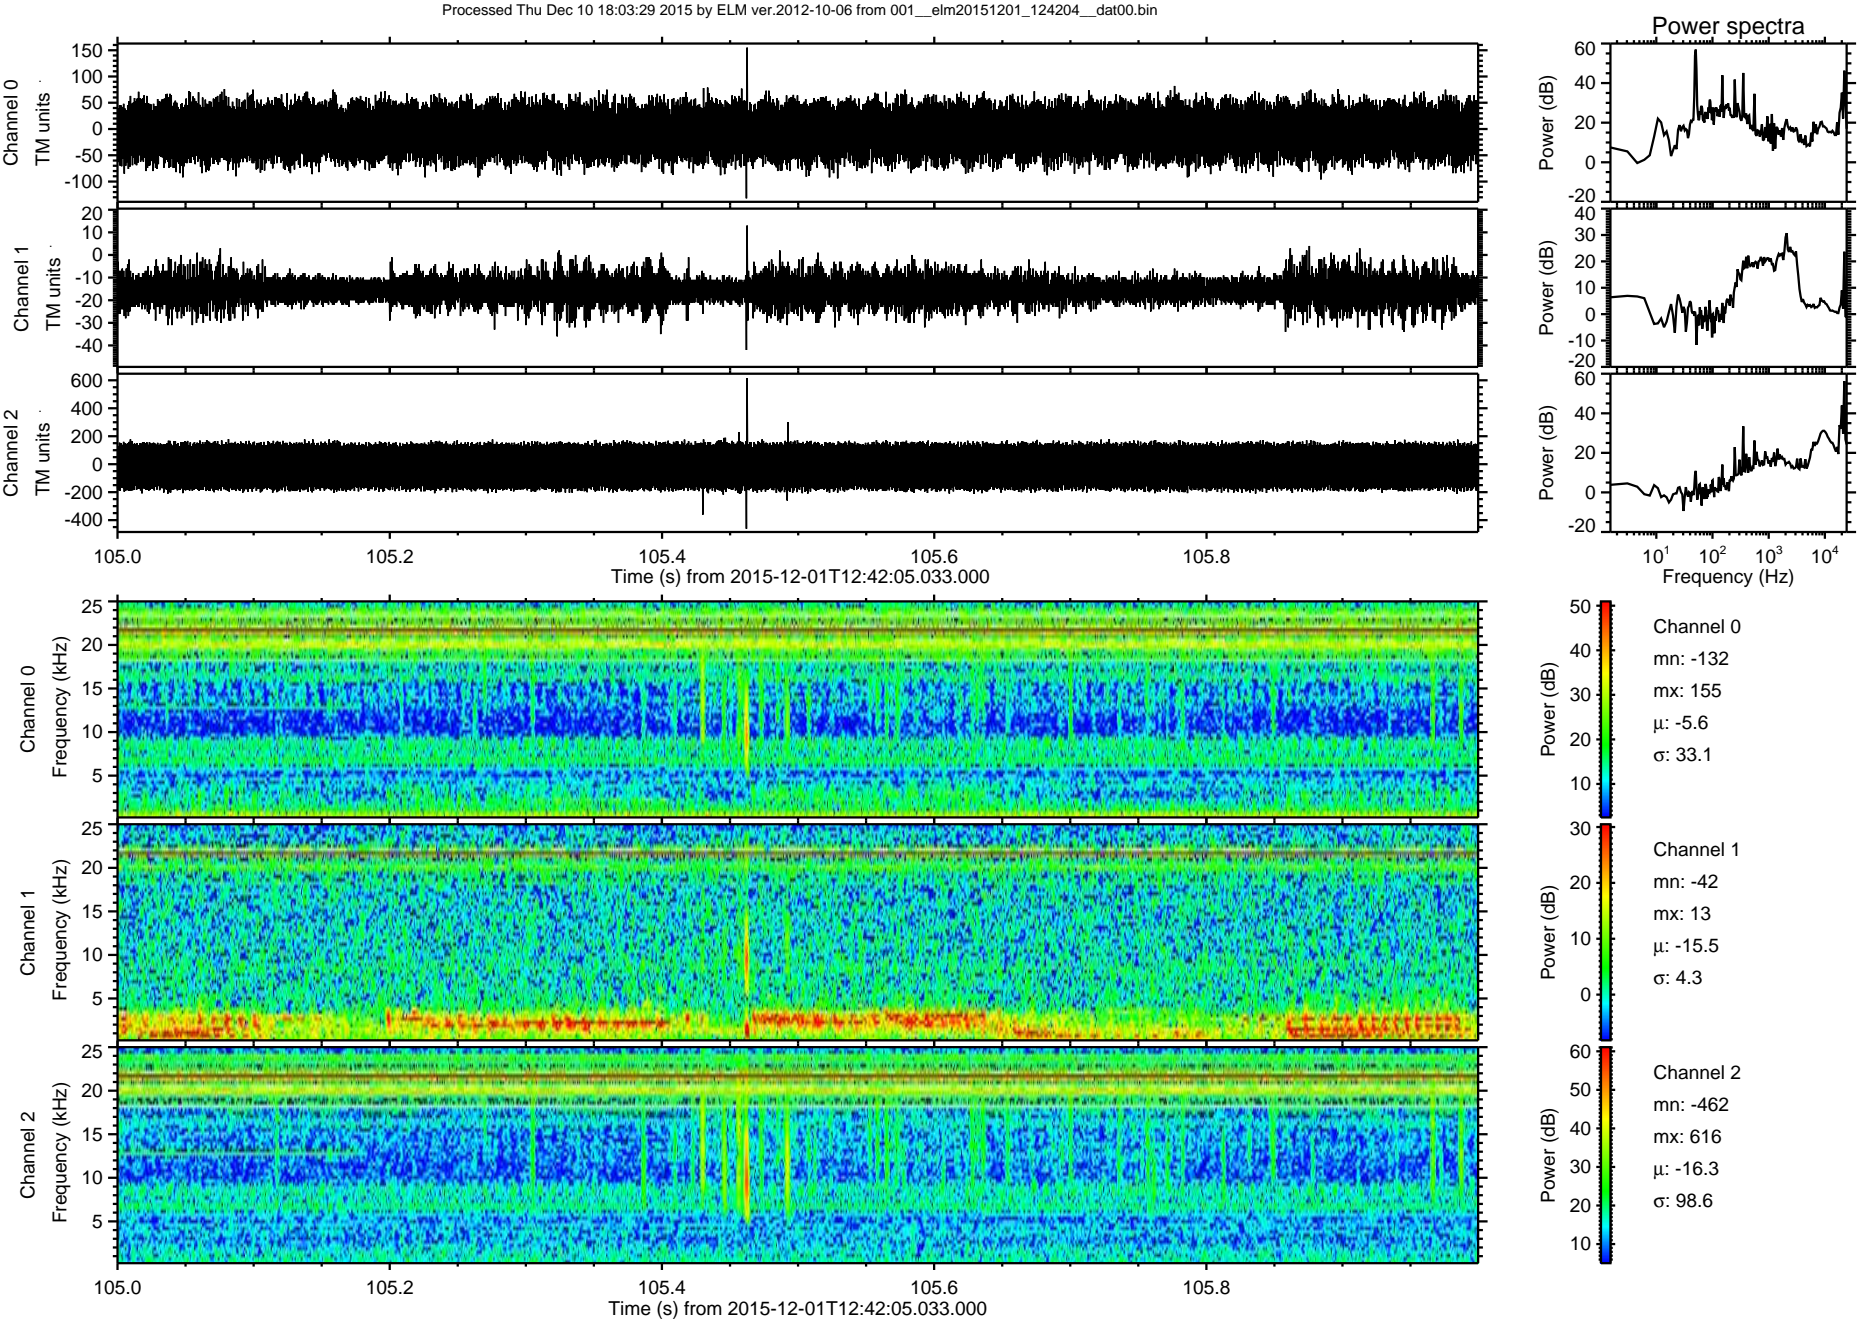 Processed Thu Dec 10 18:03:29 2015 by ELM ver.2012-10-06 from 001__elm20151201_124204__dat00.bin
Power spectra
Channel 0
TM units
150
100
50
0
-50
-100
Power (dB)
60
40
20
0
-20
Channel 1
TM units
20
10
0
-10
-20
-30
-40
Power (dB)
40
30
20
10
0
-10
-20
Channel 2
TM units
600
400
200
0
-200
-400
Power (dB)
60
40
20
0
-20
105.0 105.2 105.4 105.6 105.8
Time (s) from 2015-12-01T12:42:05.033.000
10^1 10^2 10^3 10^4
Frequency (Hz)
Channel 0
Frequency (kHz)
25
20
15
10
5
Power (dB)
50
40
30
20
10
Channel 0
mn: -132
mx: 155
μ: -5.6
σ: 33.1
Channel 1
Frequency (kHz)
25
20
15
10
5
Power (dB)
30
20
10
0
Channel 1
mn: -42
mx: 13
μ: -15.5
σ: 4.3
Channel 2
Frequency (kHz)
25
20
15
10
5
Power (dB)
60
50
40
30
20
10
Channel 2
mn: -462
mx: 616
μ: -16.3
σ: 98.6
105.0 105.2 105.4 105.6 105.8
Time (s) from 2015-12-01T12:42:05.033.000